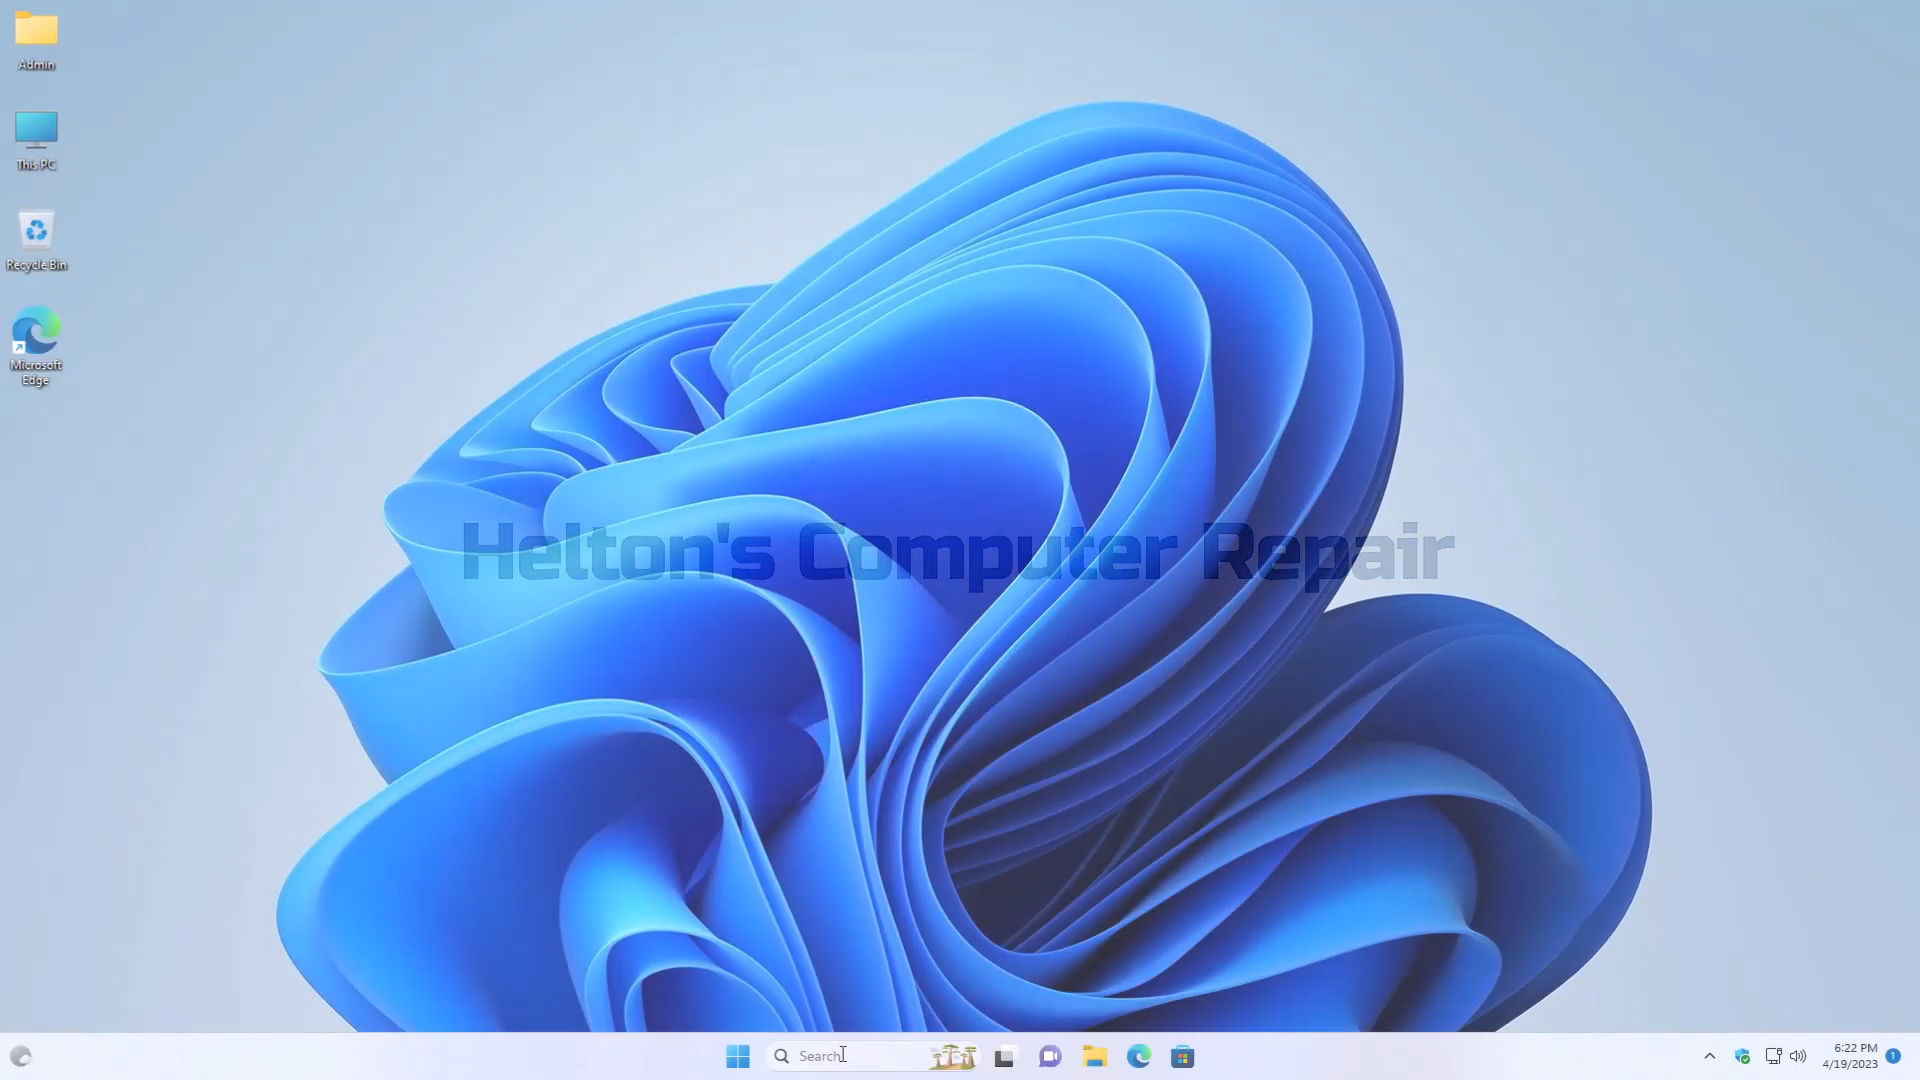 Admin
This PC
Recycle Bin
Microsoft
Edge
Helton's Computer Repair
Search
6:22 PM
4/19/2023
1